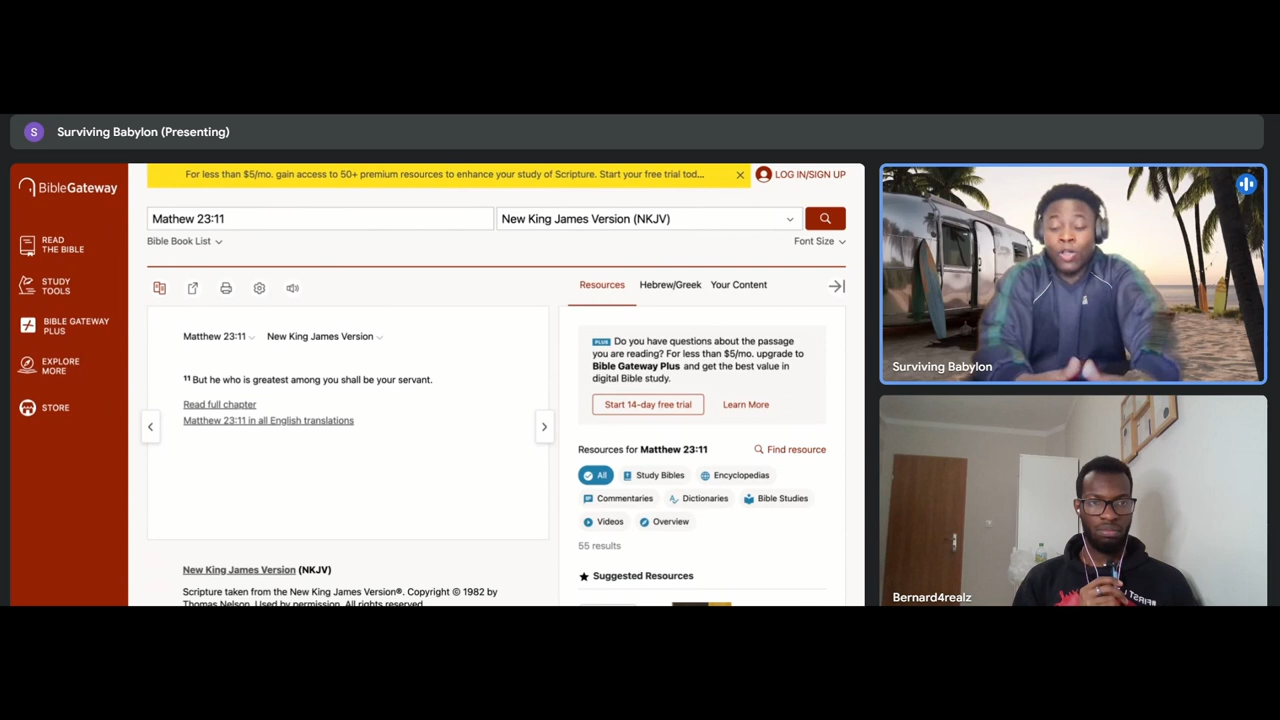 S
Surviving Babylon (Presenting)
BibleGateway
READ
THE BIBLE
STUDY
TOOLS
BIBLE GATEWAY
PLUS
EXPLORE
MORE
STORE
For less than $5/mo. gain access to 50+ premium resources to enhance your study of Scripture. Start your free trial tod...
LOG IN/SIGN UP
Mathew 23:11
New King James Version (NKJV)
Bible Book List
Font Size
Matthew 23:11
New King James Version
11 But he who is greatest among you shall be your servant.
Read full chapter
Matthew 23:11 in all English translations
New King James Version (NKJV)
Scripture taken from the New King James Version®. Copyright © 1982 by
Thomas Nelson. Used by permission. All rights reserved.
Resources
Hebrew/Greek
Your Content
PLUS Do you have questions about the passage
you are reading? For less than $5/mo. upgrade to
Bible Gateway Plus and get the best value in
digital Bible study.
Start 14-day free trial
Learn More
Resources for Matthew 23:11
Find resource
All
Study Bibles
Encyclopedias
Commentaries
Dictionaries
Bible Studies
Videos
Overview
55 results
Suggested Resources
Surviving Babylon
Bernard4realz